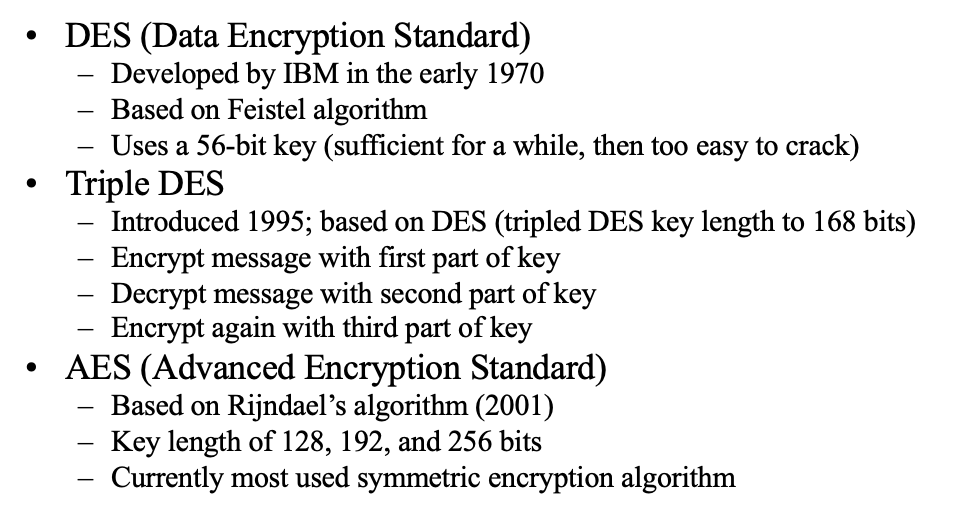 • DES (Data Encryption Standard)
– Developed by IBM in the early 1970
– Based on Feistel algorithm
– Uses a 56-bit key (sufficient for a while, then too easy to crack)
• Triple DES
– Introduced 1995; based on DES (tripled DES key length to 168 bits)
– Encrypt message with first part of key
– Decrypt message with second part of key
– Encrypt again with third part of key
• AES (Advanced Encryption Standard)
– Based on Rijndael’s algorithm (2001)
– Key length of 128, 192, and 256 bits
– Currently most used symmetric encryption algorithm